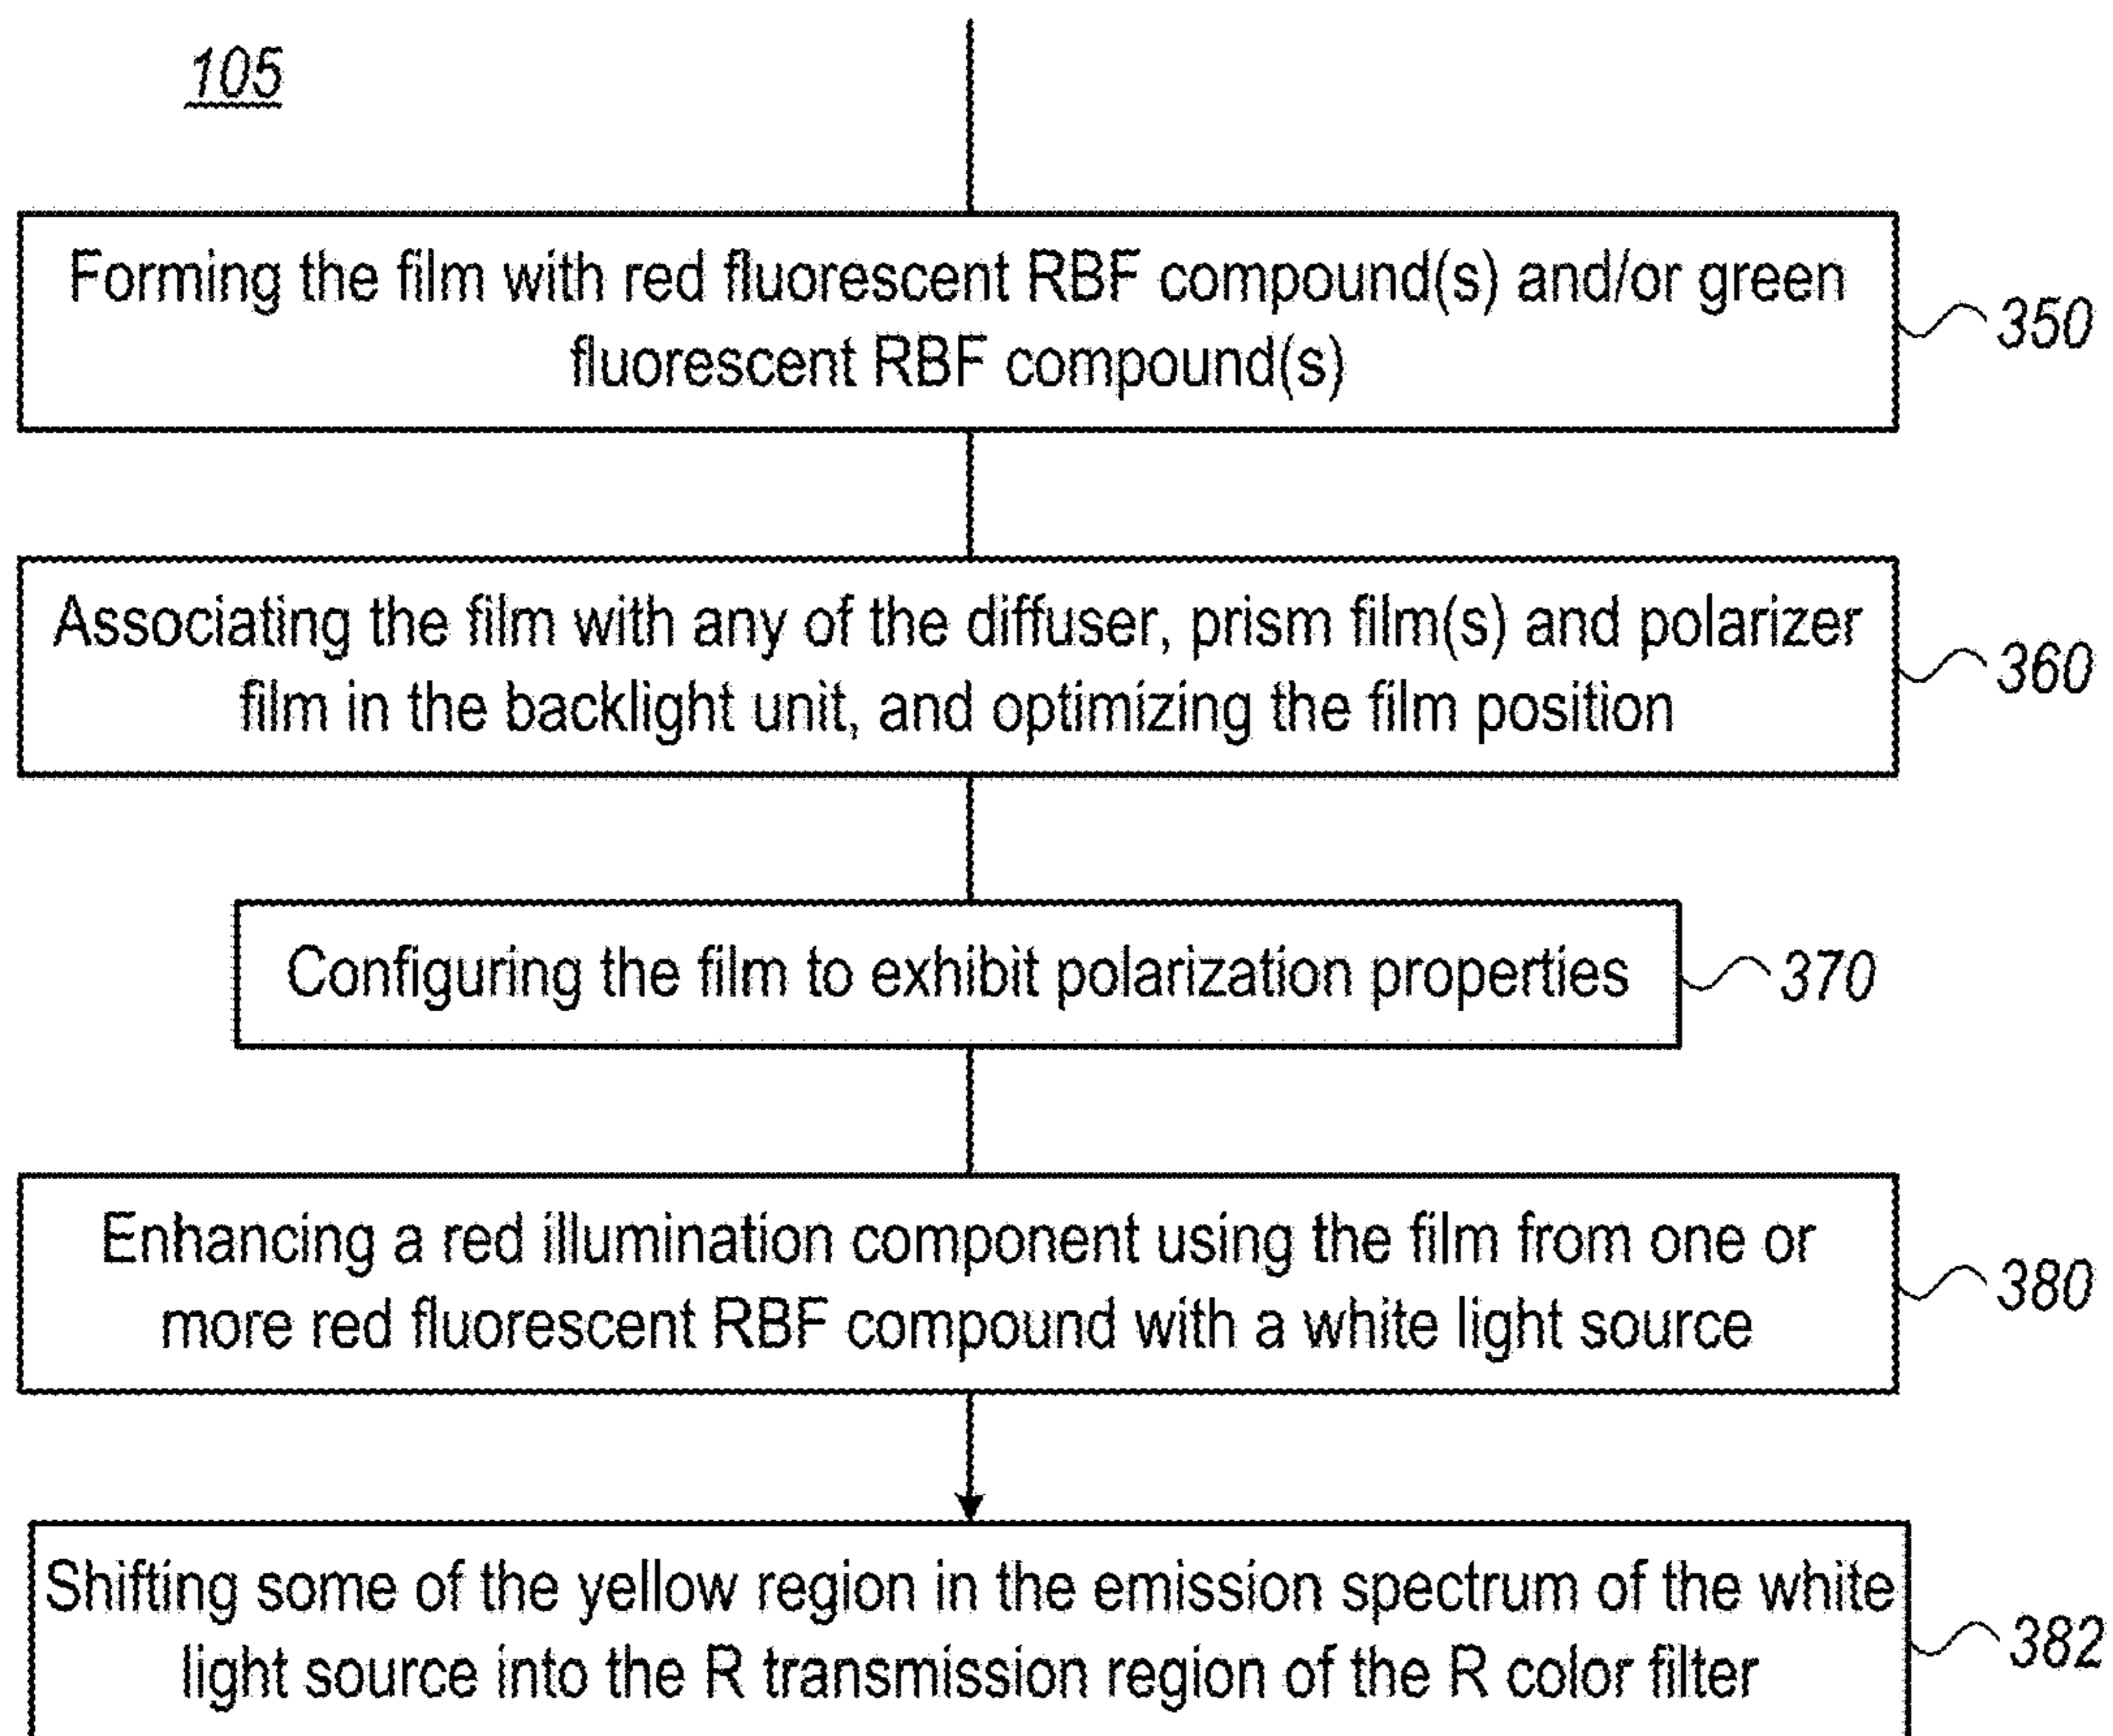 105
Forming the film with red fluorescent RBF compound(s) and/or green
fluorescent RBF compound(s)
350
Associating the film with any of the diffuser, prism film(s) and polarizer
film in the backlight unit, and optimizing the film position
360
Configuring the film to exhibit polarization properties
370
Enhancing a red illumination component using the film from one or
more red fluorescent RBF compound with a white light source
380
Shifting some of the yellow region in the emission spectrum of the white
light source into the R transmission region of the R color filter
382